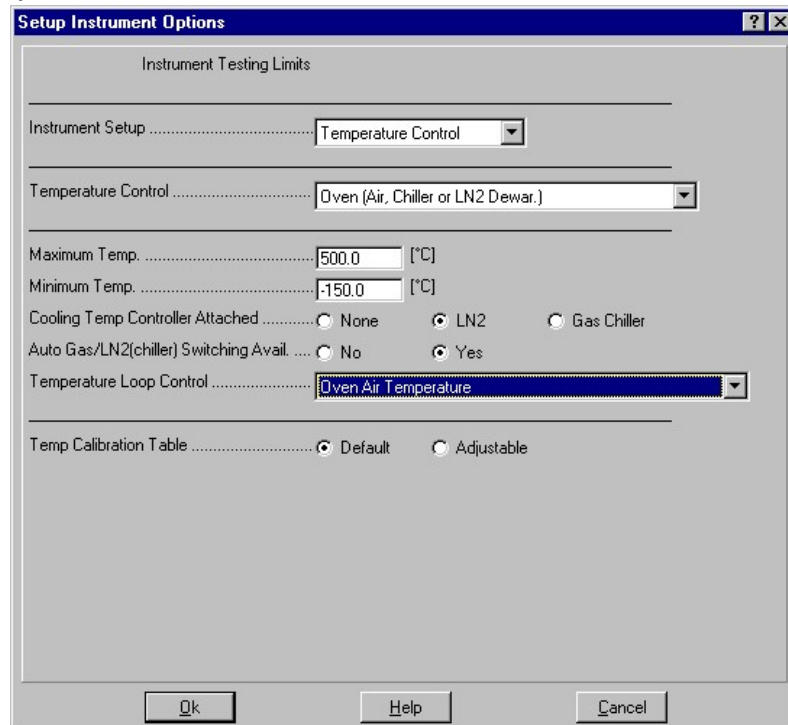 Setup Instrument Options
Instrument Testing Limits
Instrument Setup .................................... Temperature Control
Temperature Control .............................. Oven (Air, Chiller or LN2 Dewar.)
Maximum Temp. ..................................... 500.0 [°C]
Minimum Temp. ...................................... -150.0 [°C]
Cooling Temp Controller Attached ............ None LN2 Gas Chiller
Auto Gas/LN2(chiller) Switching Avail. .... No Yes
Temperature Loop Control ...................... Oven Air Temperature
Temp Calibration Table ........................... Default Adjustable
Ok Help Cancel